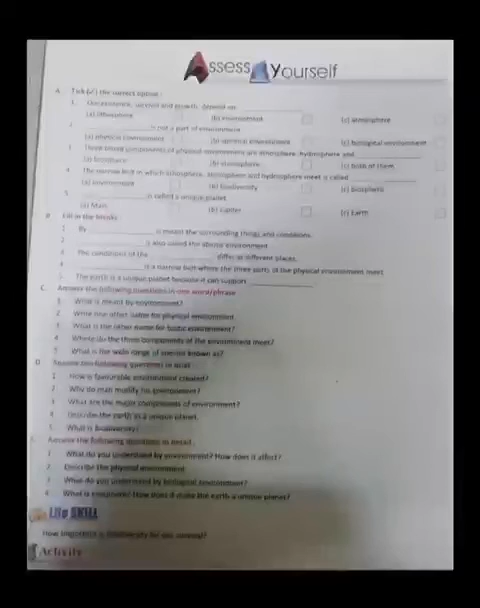 Assess Yourself
A. Tick (✓) the correct option :
1. Our existence, survival and growth, depend on
(a) lithosphere (b) environment (c) atmosphere
2. is not a part of environment
(a) physical environment (b) general environment (c) biological environment
3. Three broad components of physical environment are atmosphere, hydrosphere and
(a) biosphere (b) atmosphere (c) both of them
4. The narrow belt in which atmosphere, lithosphere and hydrosphere meet is called
(a) environment (b) biodiversity (c) biosphere
5. is called a unique planet
(a) Mars (b) Jupiter (c) Earth
B. Fill in the blanks :
1. By is meant the surrounding things and conditions.
2. is also called the abiotic environment
3. The conditions of the differ at different places.
4. is a narrow belt where the three parts of the physical environment meet.
5. The earth is a unique planet because it can support
C. Answer the following questions in one word/phrase
1. What is meant by environment?
2. Write one other name for physical environment
3. What is the other name for biotic environment?
4. Where do the three components of the environment meet?
5. What is the wide range of species known as?
D. the following questions in brief
1. How is favourable environment created?
2. Why do man modify his environment?
3. What are the major components of environment?
4. Describe the earth as a unique planet.
5. What is biodiversity?
E. Answer the following questions in detail :
1. What do you understand by environment? How does it affect?
2. Describe the physical environment
3. What do you understand by biological environment?
4. What is biosphere? How does it make the earth a unique planet?
Life SKILL
How important is biodiversity for our survival?
Activity